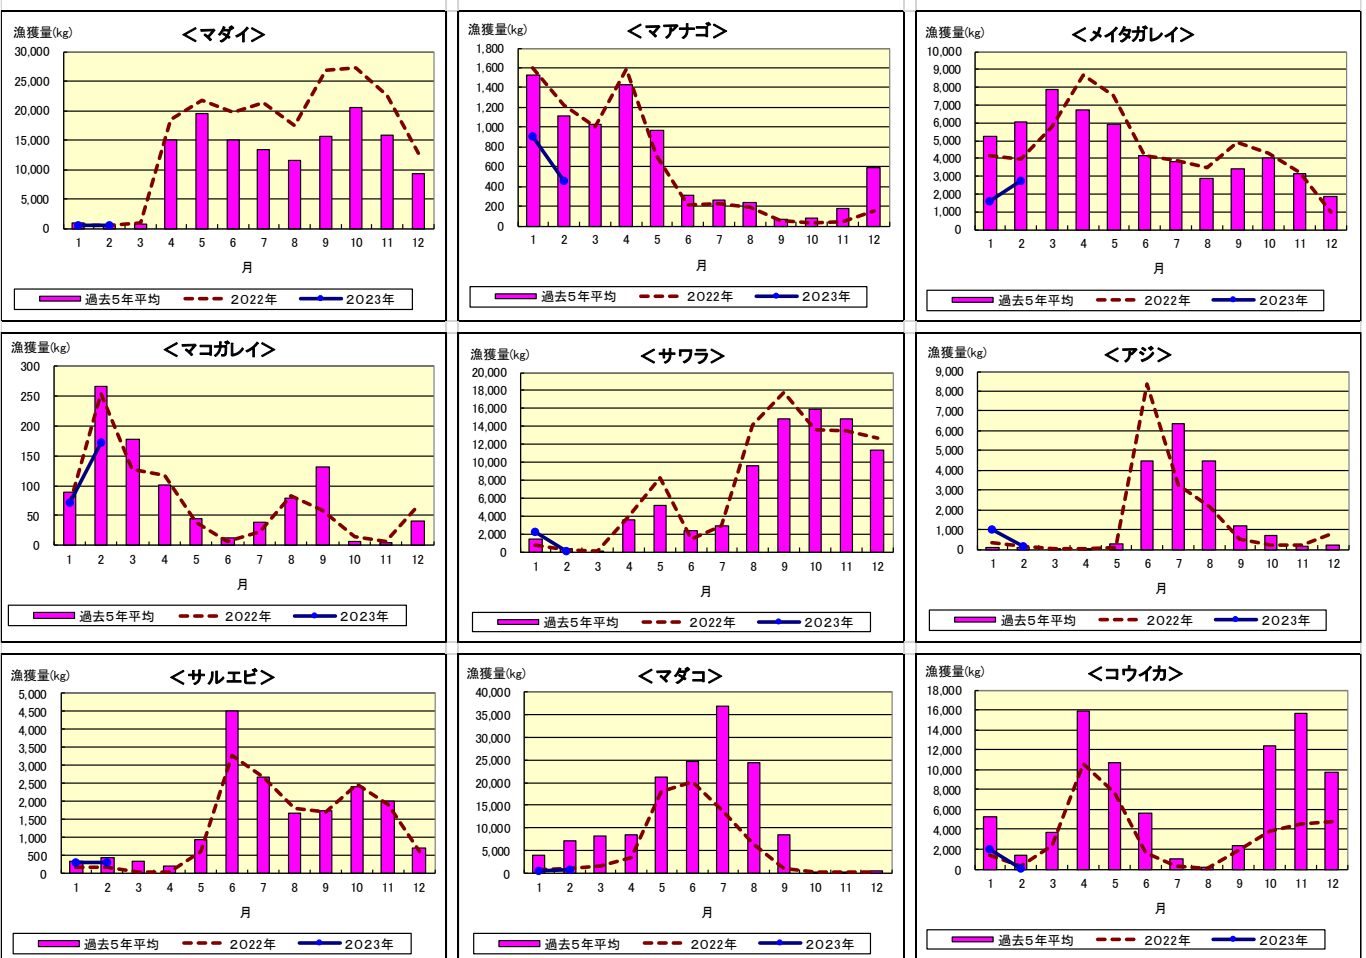 漁獲量(kg)
＜マダイ＞
30,000
25,000
20,000
15,000
10,000
5,000
0
1 2 3 4 5 6 7 8 9 10 11 12
月
過去5年平均 2022年 2023年
漁獲量(kg)
＜マアナゴ＞
1,800
1,600
1,400
1,200
1,000
800
600
400
200
0
1 2 3 4 5 6 7 8 9 10 11 12
月
過去5年平均 2022年 2023年
漁獲量(kg)
＜メイタガレイ＞
10,000
9,000
8,000
7,000
6,000
5,000
4,000
3,000
2,000
1,000
0
1 2 3 4 5 6 7 8 9 10 11 12
月
過去5年平均 2022年 2023年
漁獲量(kg)
＜マコガレイ＞
300
250
200
150
100
50
0
1 2 3 4 5 6 7 8 9 10 11 12
月
過去5年平均 2022年 2023年
漁獲量(kg)
＜サワラ＞
20,000
18,000
16,000
14,000
12,000
10,000
8,000
6,000
4,000
2,000
0
1 2 3 4 5 6 7 8 9 10 11 12
月
過去5年平均 2022年 2023年
漁獲量(kg)
＜アジ＞
9,000
8,000
7,000
6,000
5,000
4,000
3,000
2,000
1,000
0
1 2 3 4 5 6 7 8 9 10 11 12
月
過去5年平均 2022年 2023年
漁獲量(kg)
＜サルエビ＞
5,000
4,500
4,000
3,500
3,000
2,500
2,000
1,500
1,000
500
0
1 2 3 4 5 6 7 8 9 10 11 12
月
過去5年平均 2022年 2023年
漁獲量(kg)
＜マダコ＞
40,000
35,000
30,000
25,000
20,000
15,000
10,000
5,000
0
1 2 3 4 5 6 7 8 9 10 11 12
月
過去5年平均 2022年 2023年
漁獲量(kg)
＜コウイカ＞
18,000
16,000
14,000
12,000
10,000
8,000
6,000
4,000
2,000
0
1 2 3 4 5 6 7 8 9 10 11 12
月
過去5年平均 2022年 2023年